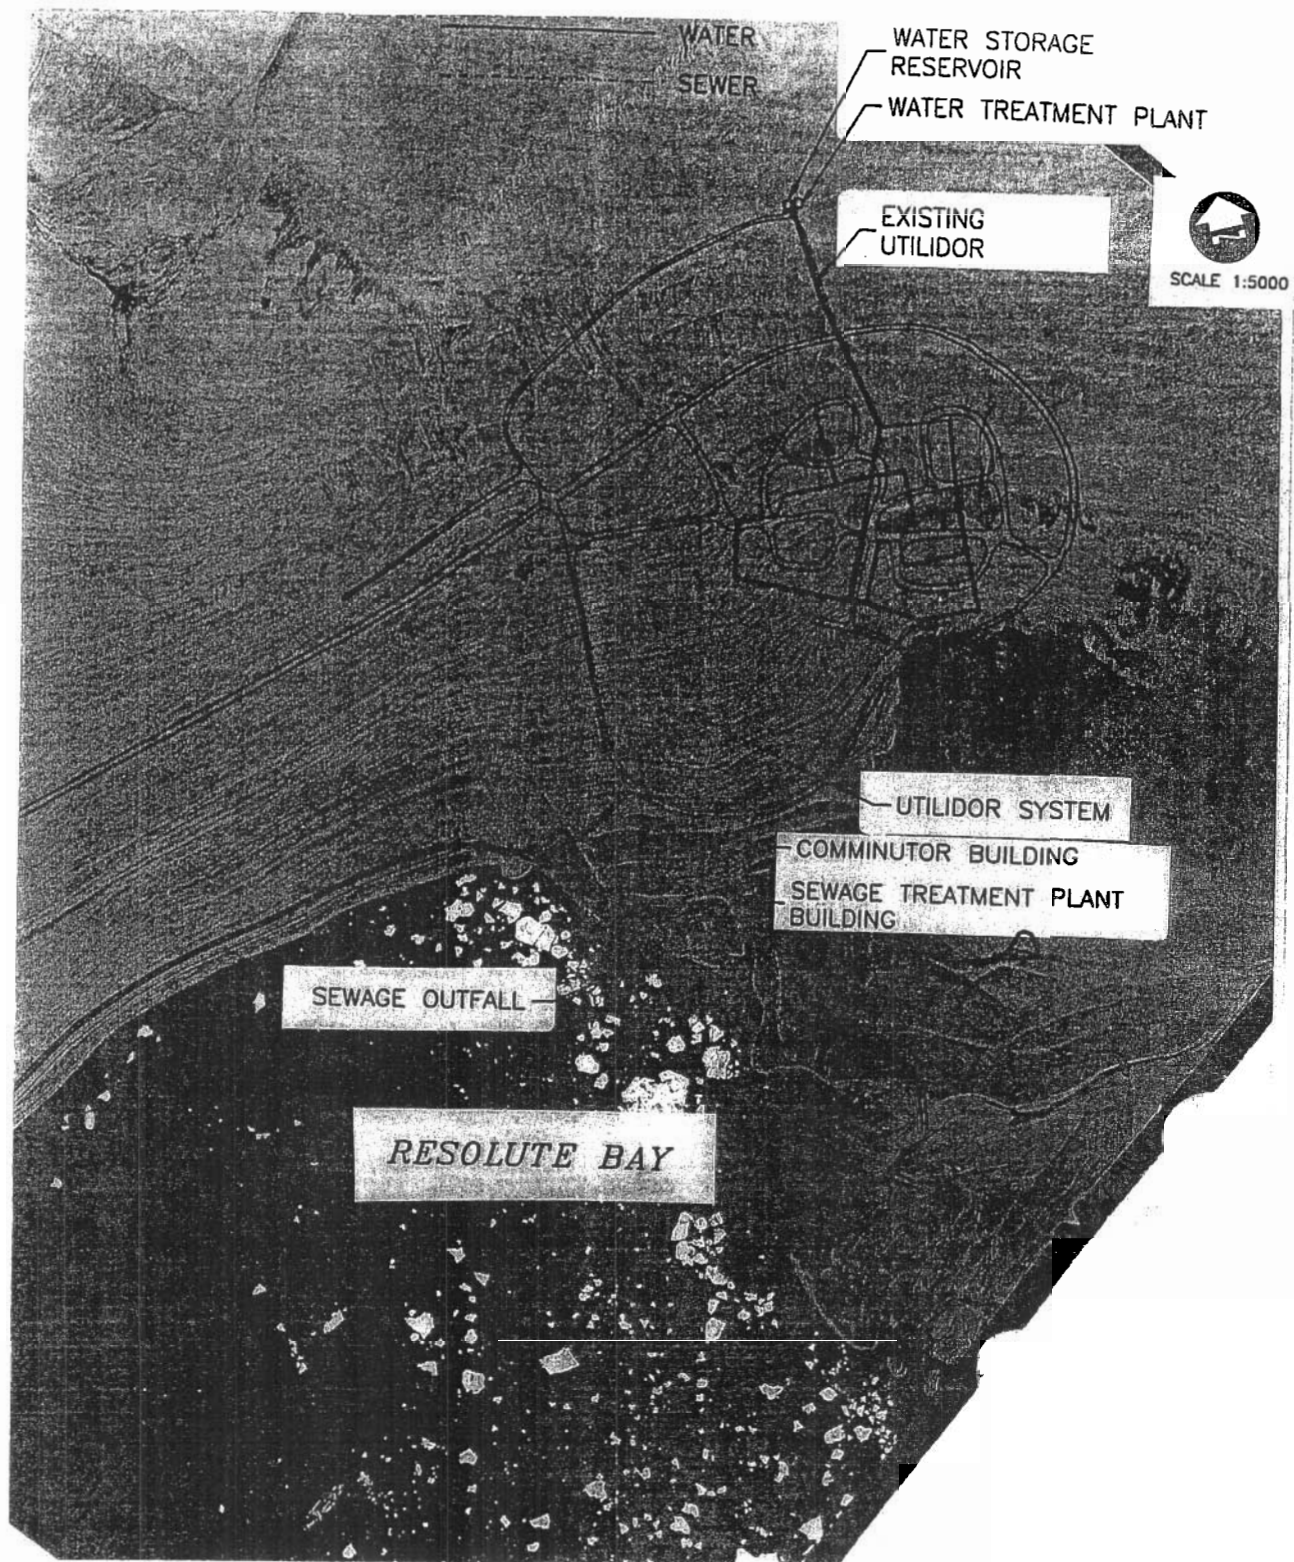 WATER
SEWER
WATER STORAGE
RESERVOIR
WATER TREATMENT PLANT
EXISTING
UTILIDOR
SCALE 1:5000
UTILIDOR SYSTEM
COMMINUTOR BUILDING
SEWAGE TREATMENT PLANT
BUILDING
SEWAGE OUTFALL
RESOLUTE BAY